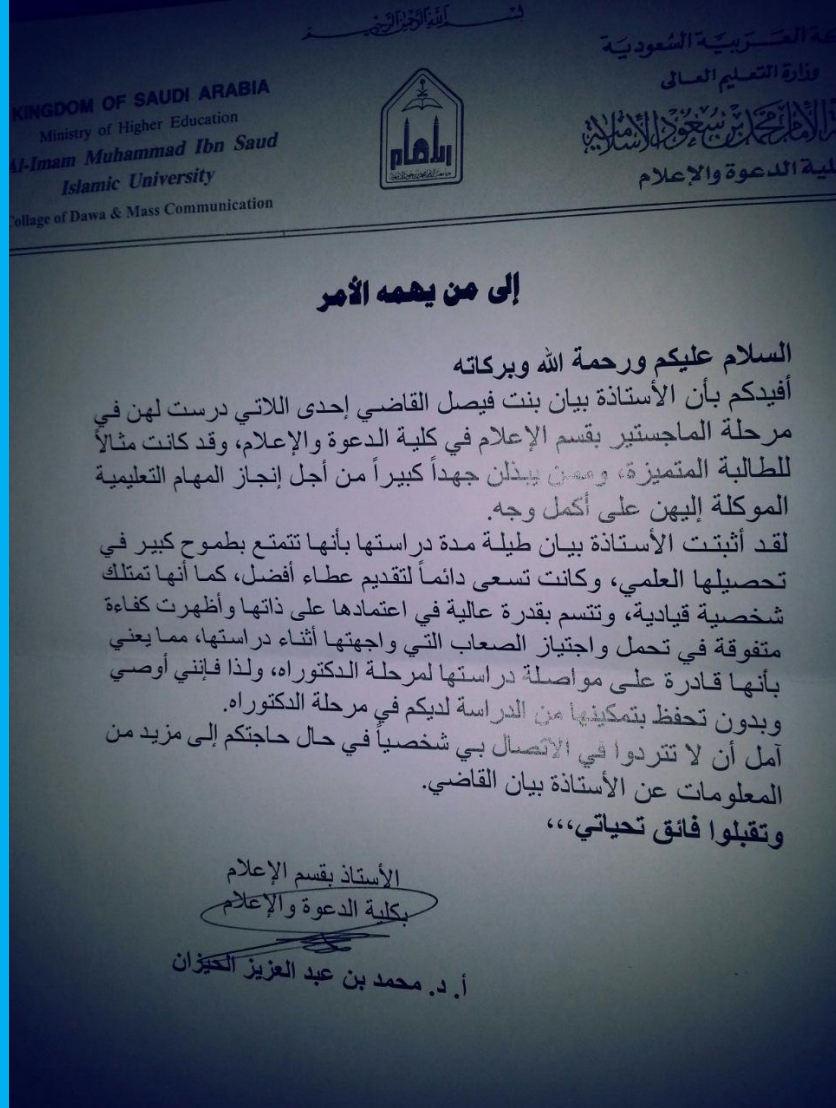 بسم الله الرحمن الرحيم
KINGDOM OF SAUDI ARABIA
Ministry of Higher Education
Al-Imam Muhammad Ibn Saud
Islamic University
Collage of Dawa & Mass Communication
العربية السعودية
وزارة التعليم العالى
الإمام محمد بن سعود الإسلامية
الدعوة والإعلام
إلى من يهمه الأمر
السلام عليكم ورحمة الله وبركاته
أفيدكم بأن الأستاذة بيان بنت فيصل القاضي إحدى اللاتي درست لهن في
مرحلة الماجستير بقسم الإعلام في كلية الدعوة والإعلام، وقد كانت مثالاً
للطالبة المتميزة، وممن يبذلن جهداً كبيراً من أجل إنجاز المهام التعليمية
الموكلة إليهن على أكمل وجه.
لقد أثبتت الأستاذة بيان طيلة مدة دراستها بأنها تتمتع بطموح كبير في
تحصيلها العلمي، وكانت تسعى دائماً لتقديم عطاء أفضل، كما أنها تمتلك
شخصية قيادية، وتتسم بقدرة عالية في اعتمادها على ذاتها وأظهرت كفاءة
متفوقة في تحمل واجتياز الصعاب التي واجهتها أثناء دراستها، مما يعني
بأنها قادرة على مواصلة دراستها لمرحلة الدكتوراه، ولذا فإنني أوصي
وبدون تحفظ بتمكينها من الدراسة لديكم في مرحلة الدكتوراه.
آمل أن لا تتردوا في الاتصال بي شخصياً في حال حاجتكم إلى مزيد من
المعلومات عن الأستاذة بيان القاضي.
وتقبلوا فائق تحياتي،،،
الأستاذ بقسم الإعلام
بكلية الدعوة والإعلام
أ. د. محمد بن عبد العزيز الحيزان